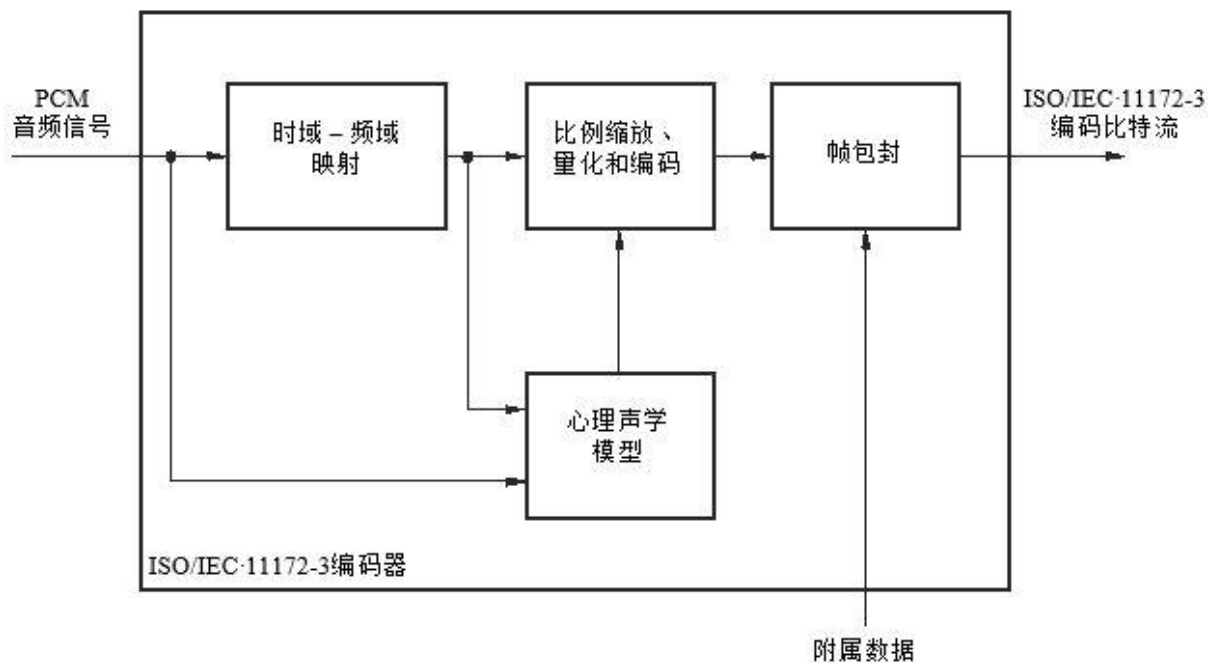 PCM
音频信号
时域 – 频域
映射
比例缩放、
量化和编码
帧包封
ISO/IEC·11172-3
编码比特流
心理声学
模型
ISO/IEC·11172-3编码器
附属数据